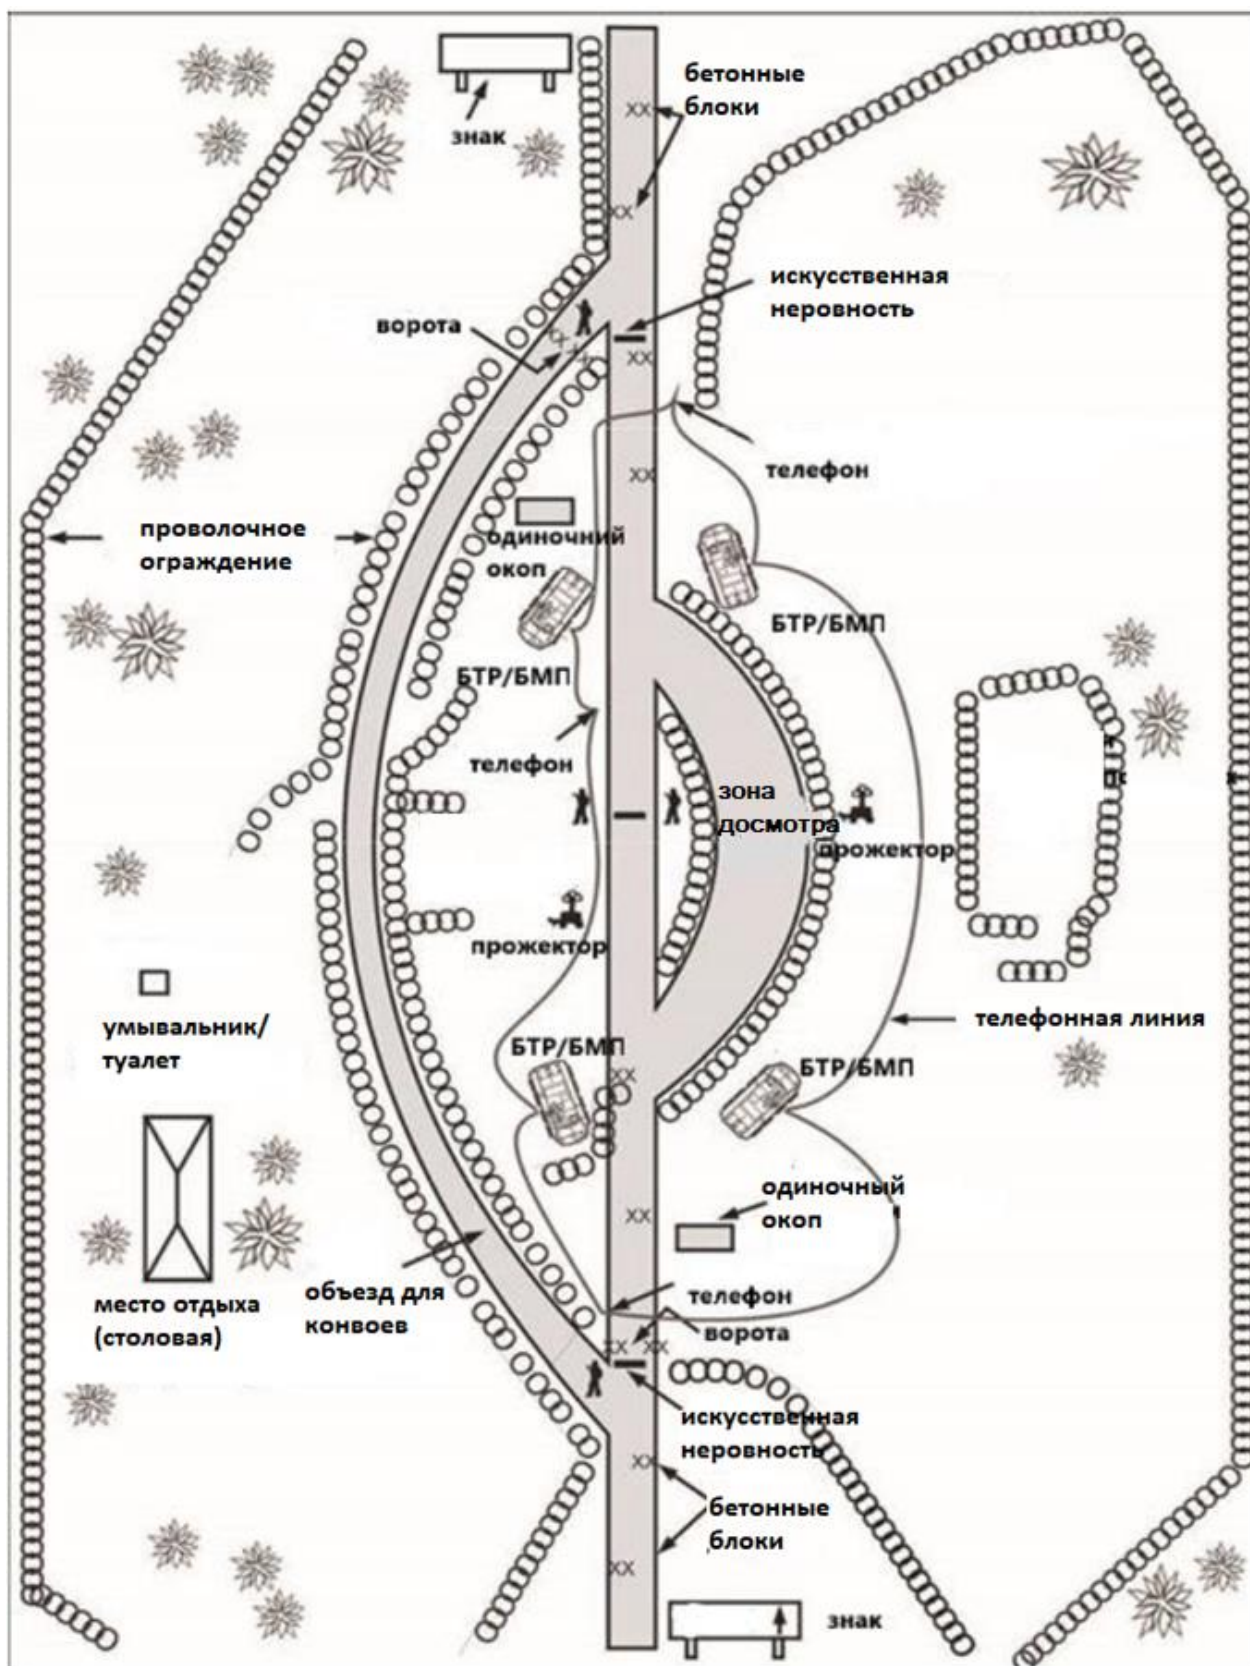 бетонные
блоки
знак
искусственная
неровность
ворота
телефон
проволочное
ограждение
одиночний
окоп
БТР/БМП
БТР/БМП
телефон
зона
досмотра
прожектор
прожектор
умывальник/
туалет
телефонная линия
БТР/БМП
БТР/БМП
одиночный
окоп
место отдыха
(столовая)
объезд для
конвоев
телефон
ворота
искусственная
неровность
бетонные
блоки
знак